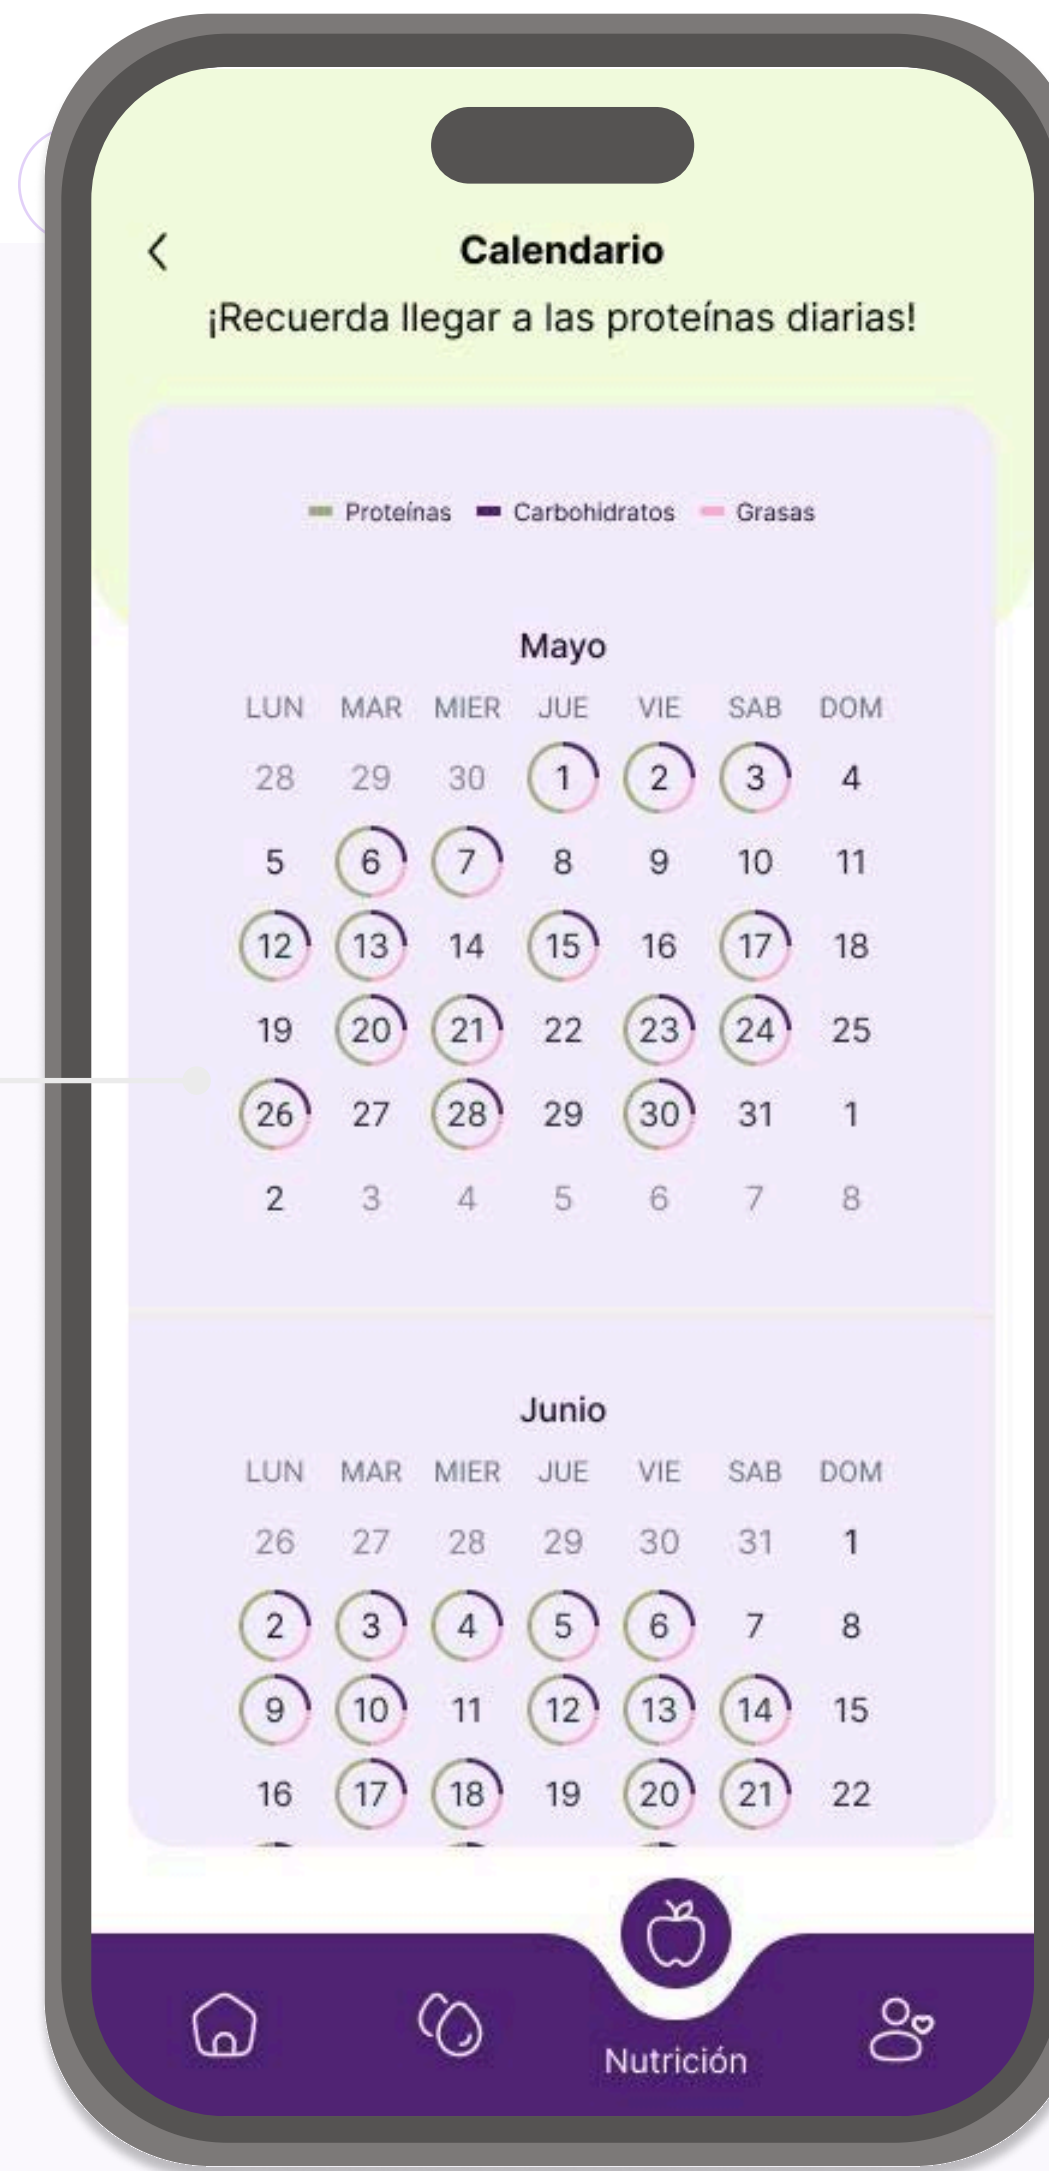 Calendario
¡Recuerda llegar a las proteínas diarias!
Proteínas Carbohidratos Grasas
Mayo
LUN MAR MIER JUE VIE SAB DOM
28 29 30 1 2 3 4
5 6 7 8 9 10 11
12 13 14 15 16 17 18
19 20 21 22 23 24 25
26 27 28 29 30 31 1
2 3 4 5 6 7 8
Junio
LUN MAR MIER JUE VIE SAB DOM
26 27 28 29 30 31 1
2 3 4 5 6 7 8
9 10 11 12 13 14 15
16 17 18 19 20 21 22
Nutrición